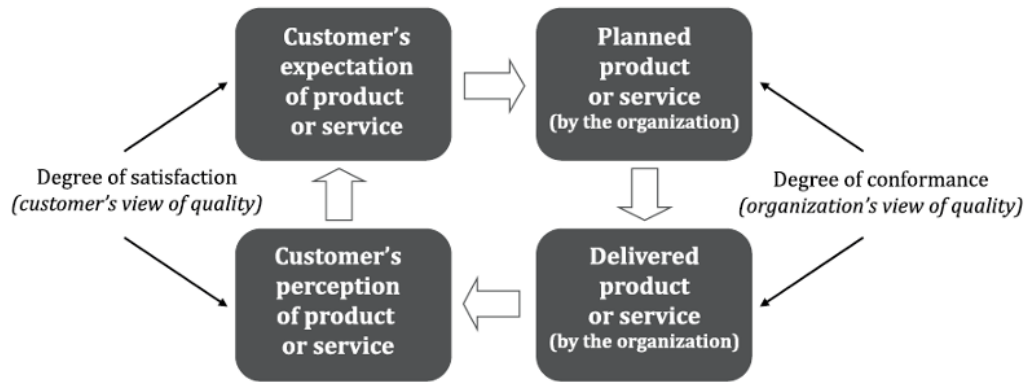 Customer’s
expectation
of product
or service
Planned
product
or service
(by the organization)
Degree of satisfaction
(customer’s view of quality)
Degree of conformance
(organization’s view of quality)
Customer’s
perception
of product
or service
Delivered
product
or service
(by the organization)